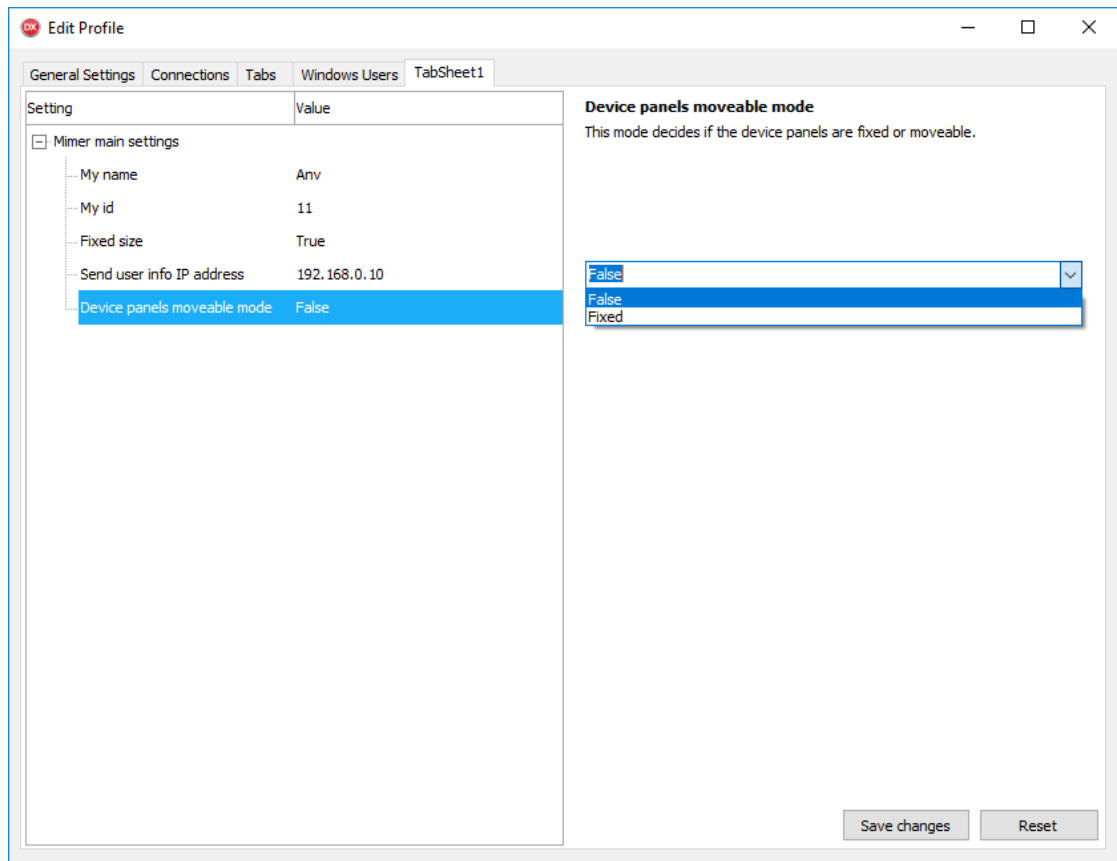 DX Edit Profile
General Settings Connections Tabs Windows Users TabSheet1
Setting Value
Mimer main settings
My name Anv
My id 11
Fixed size True
Send user info IP address 192.168.0.10
Device panels moveable mode False
Device panels moveable mode
This mode decides if the device panels are fixed or moveable.
False
False
Fixed
Save changes Reset